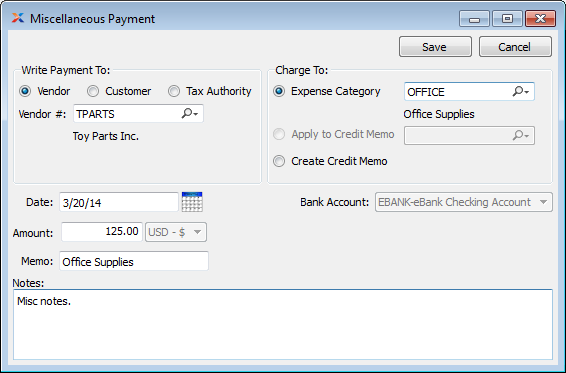 Miscellaneous Payment
Save Cancel
Write Payment To:
Vendor Customer Tax Authority
Vendor #: TPARTS
Toy Parts Inc.
Charge To:
Expense Category OFFICE
Office Supplies
Apply to Credit Memo
Create Credit Memo
Date: 3/20/14
Bank Account: EBANK-eBank Checking Account
Amount: 125.00 USD - $
Memo: Office Supplies
Notes:
Misc notes.